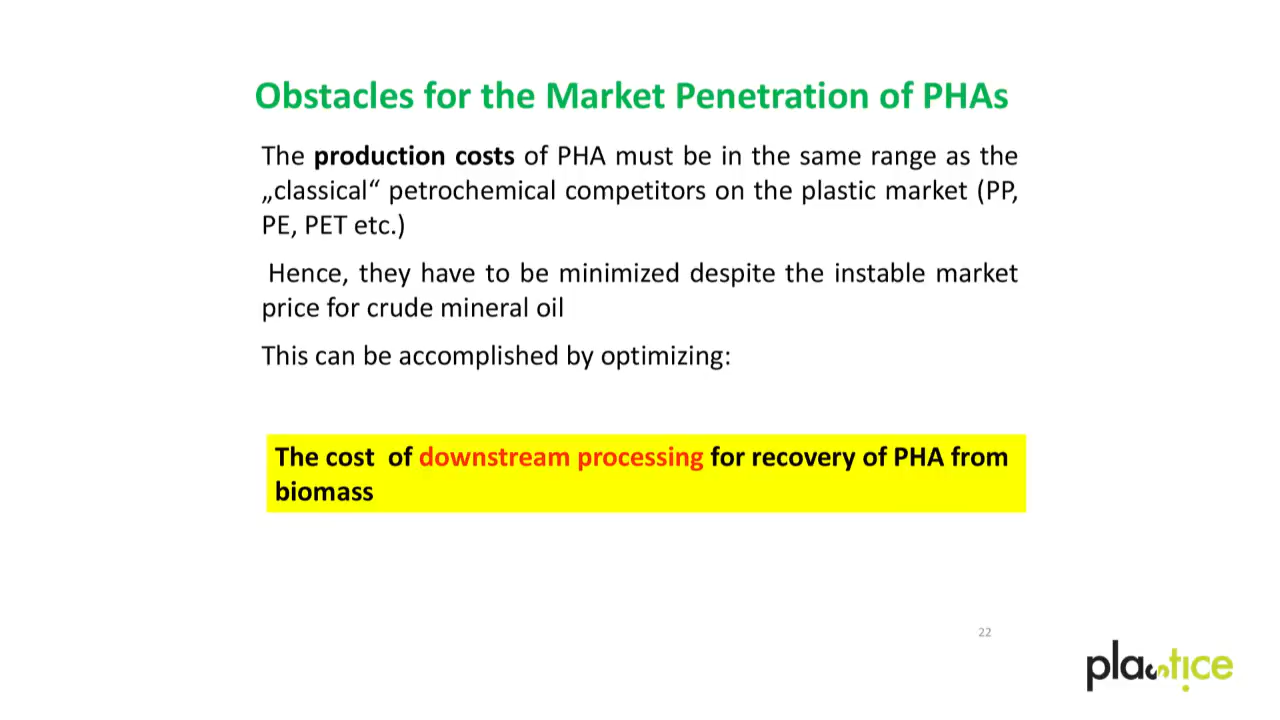 Obstacles for the Market Penetration of PHAs
The production costs of PHA must be in the same range as the
„classical“ petrochemical competitors on the plastic market (PP,
PE, PET etc.)
Hence, they have to be minimized despite the instable market
price for crude mineral oil
This can be accomplished by optimizing:
The cost  of downstream processing for recovery of PHA from
biomass
22
plastice